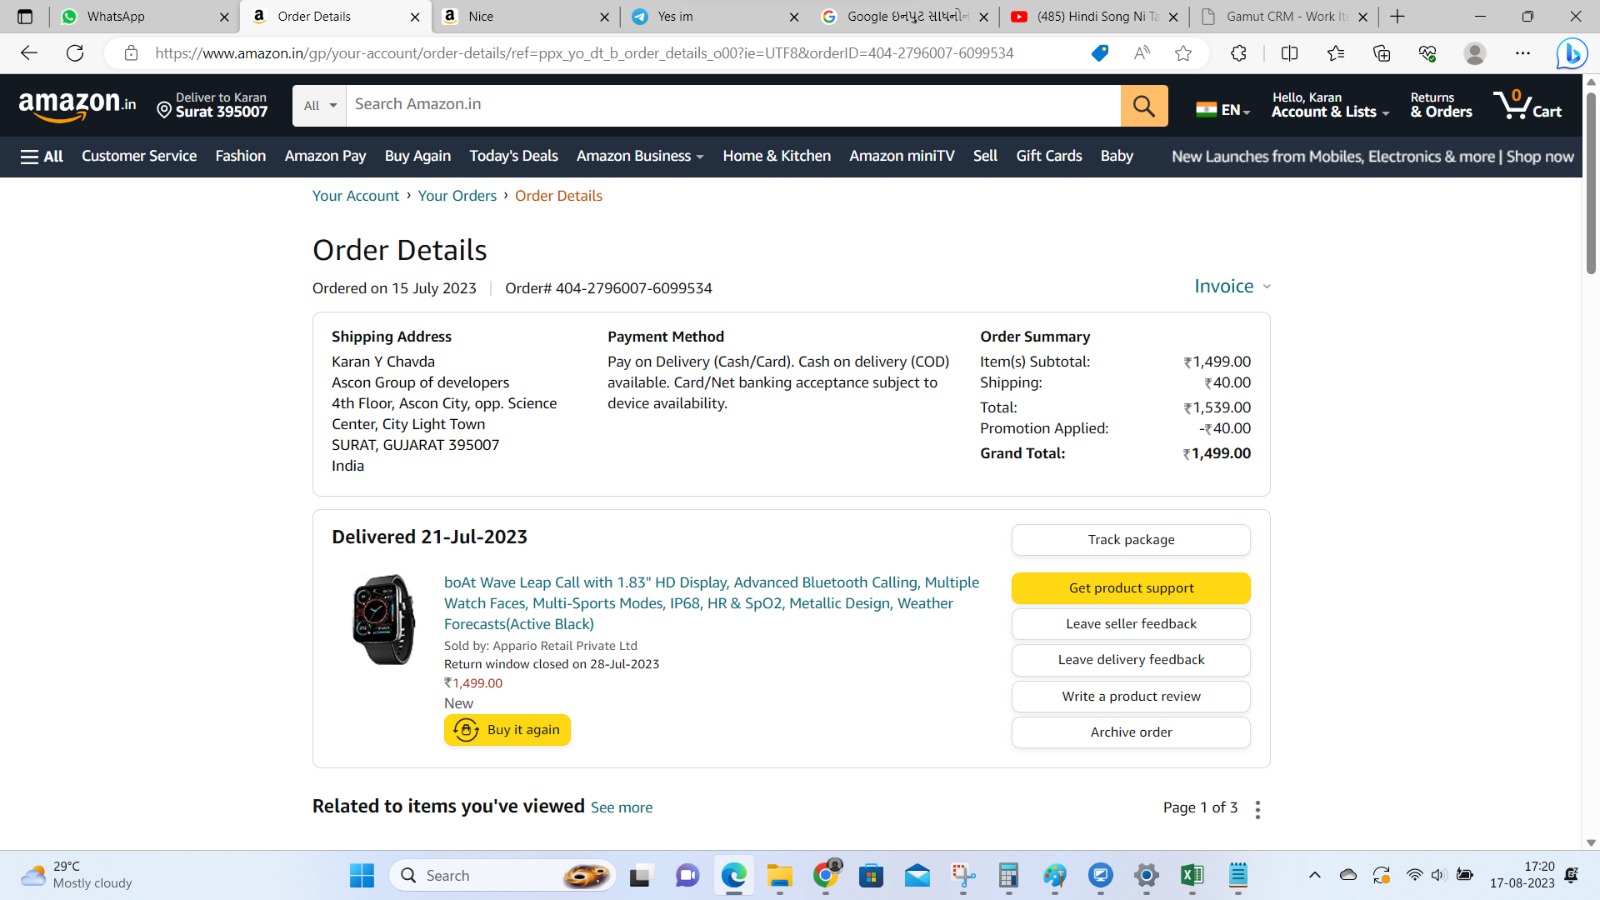 WhatsApp
Order Details
Nice
Yes im
Google ઇનપુટ સાધનોન
(485) Hindi Song Ni Ta
Gamut CRM - Work It
https://www.amazon.in/gp/your-account/order-details/ref=ppx_yo_dt_b_order_details_o00?ie=UTF8&orderID=404-2796007-6099534
amazon.in
Deliver to Karan
Surat 395007
All
Search Amazon.in
EN
Hello, Karan
Account & Lists
Returns
& Orders
0
Cart
All
Customer Service
Fashion
Amazon Pay
Buy Again
Today's Deals
Amazon Business
Home & Kitchen
Amazon miniTV
Sell
Gift Cards
Baby
New Launches from Mobiles, Electronics & more | Shop now
Your Account › Your Orders › Order Details
Order Details
Ordered on 15 July 2023 | Order# 404-2796007-6099534
Invoice
Shipping Address
Karan Y Chavda
Ascon Group of developers
4th Floor, Ascon City, opp. Science
Center, City Light Town
SURAT, GUJARAT 395007
India
Payment Method
Pay on Delivery (Cash/Card). Cash on delivery (COD)
available. Card/Net banking acceptance subject to
device availability.
Order Summary
Item(s) Subtotal: ₹1,499.00
Shipping: ₹40.00
Total: ₹1,539.00
Promotion Applied: -₹40.00
Grand Total: ₹1,499.00
Delivered 21-Jul-2023
boAt Wave Leap Call with 1.83" HD Display, Advanced Bluetooth Calling, Multiple
Watch Faces, Multi-Sports Modes, IP68, HR & SpO2, Metallic Design, Weather
Forecasts(Active Black)
Sold by: Appario Retail Private Ltd
Return window closed on 28-Jul-2023
₹1,499.00
New
Buy it again
Track package
Get product support
Leave seller feedback
Leave delivery feedback
Write a product review
Archive order
Related to items you've viewed See more
Page 1 of 3
29°C
Mostly cloudy
Search
17:20
17-08-2023